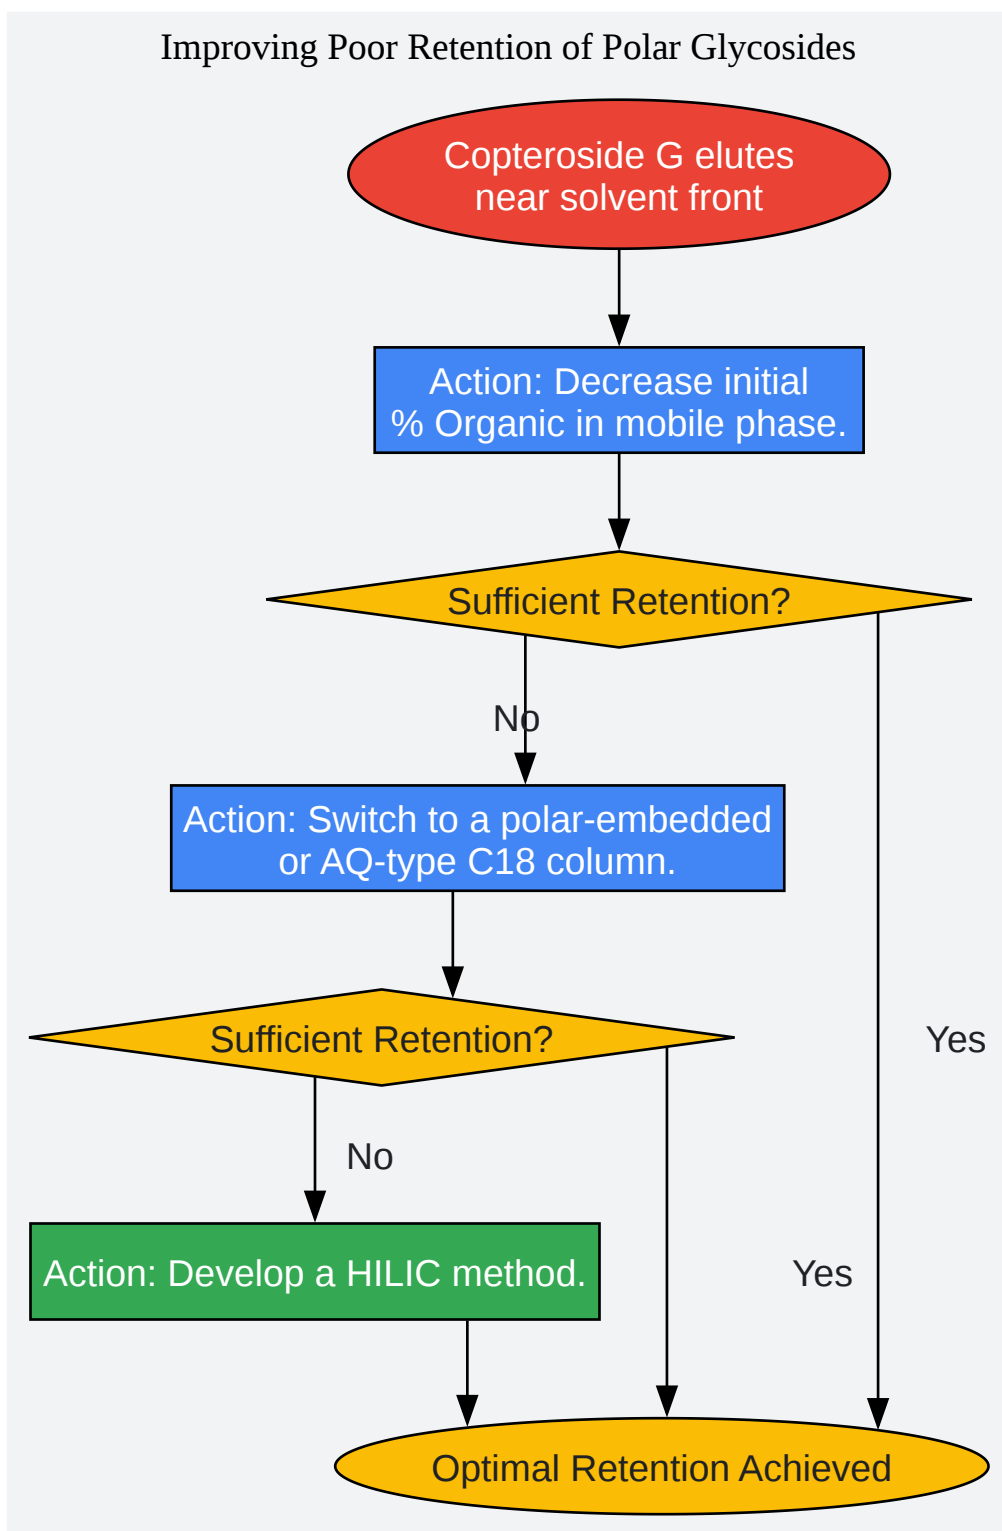 Improving Poor Retention of Polar Glycosides
Copteroside G elutes
near solvent front
Action: Decrease initial
% Organic in mobile phase.
Sufficient Retention?
No
Action: Switch to a polar-embedded
or AQ-type C18 column.
Sufficient Retention?
Yes
No
Action: Develop a HILIC method.
Yes
Optimal Retention Achieved